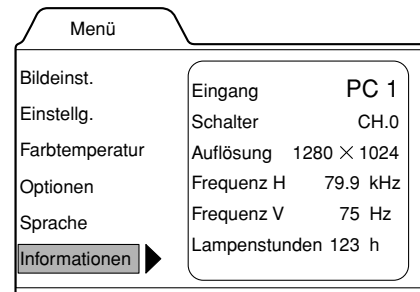 Menü
Bildeinst.
Einstellg.
Farbtemperatur
Optionen
Sprache
Informationen
Eingang PC 1
Schalter CH.0
Auflösung 1280 × 1024
Frequenz H 79.9 kHz
Frequenz V 75 Hz
Lampenstunden 123 h